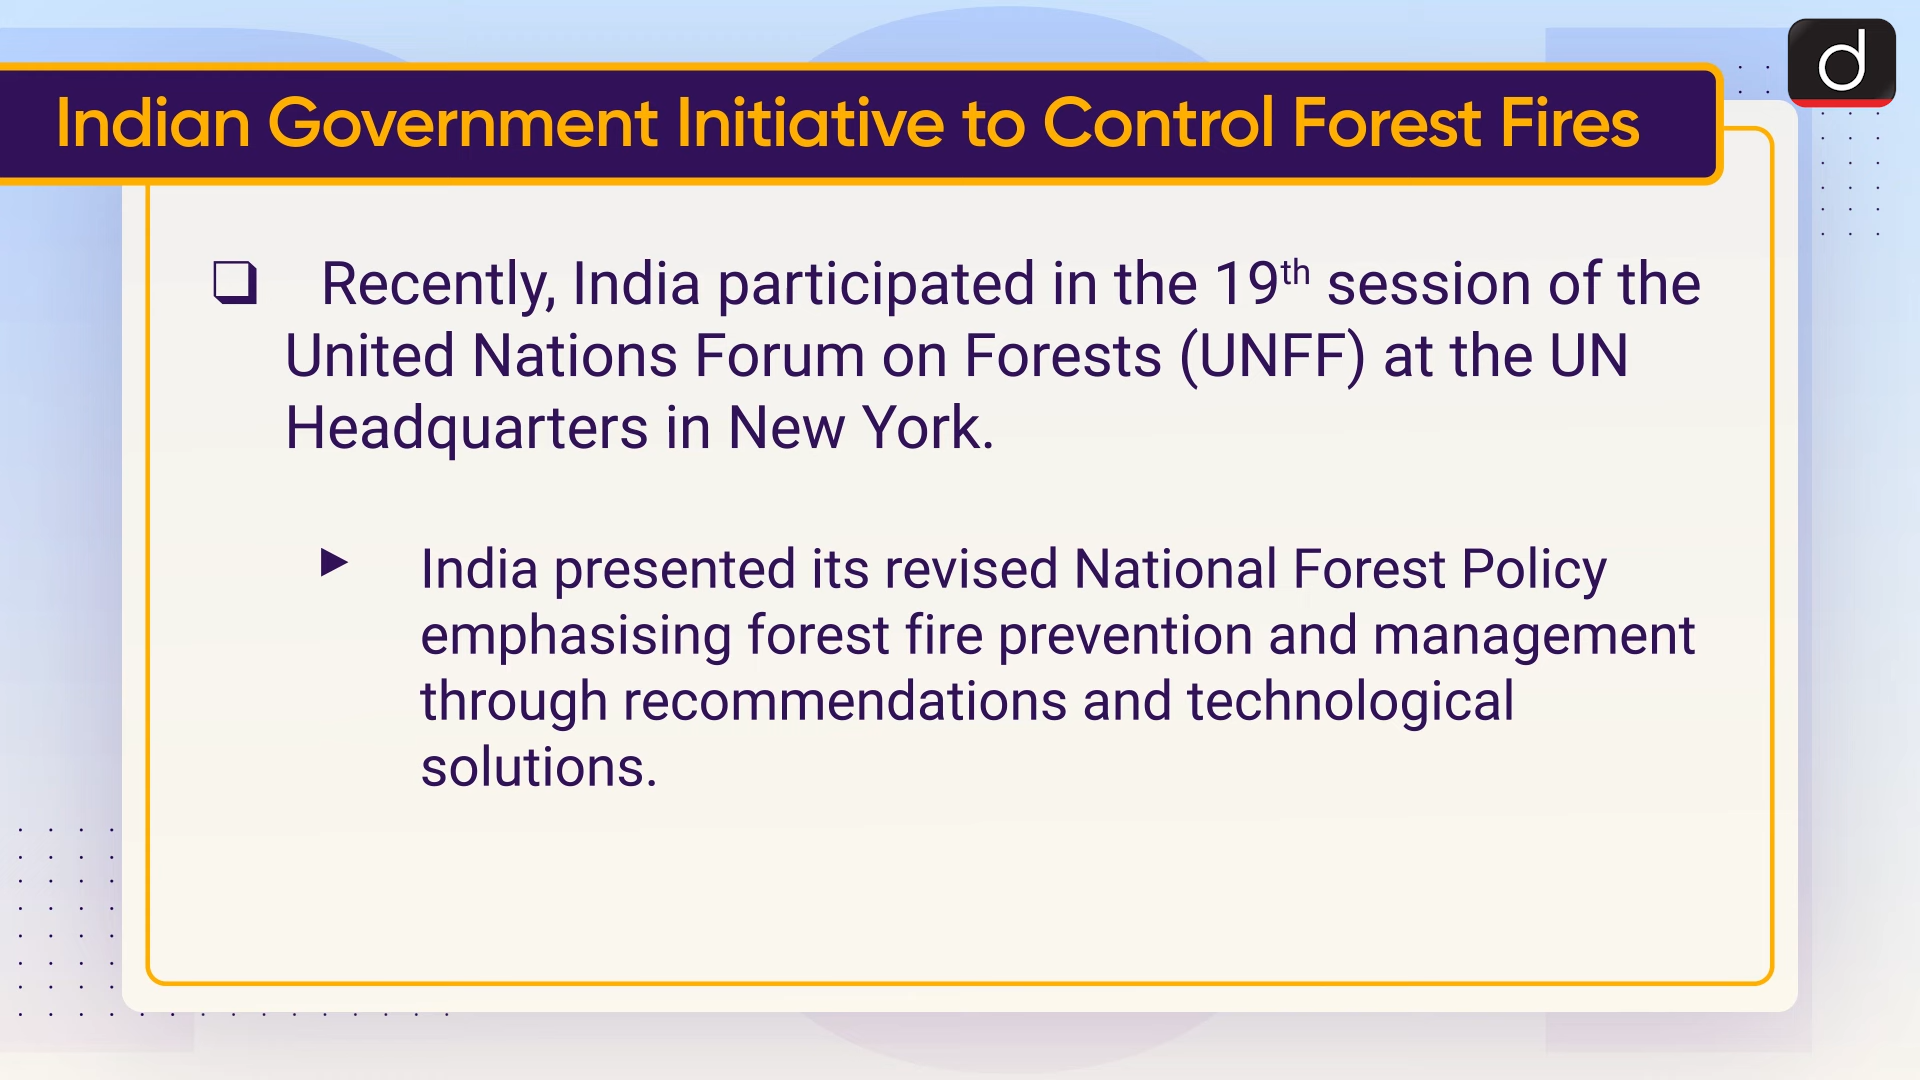 Indian Government Initiative to Control Forest Fires
d
❑ Recently, India participated in the 19th session of the
United Nations Forum on Forests (UNFF) at the UN
Headquarters in New York.
► India presented its revised National Forest Policy
emphasising forest fire prevention and management
through recommendations and technological
solutions.